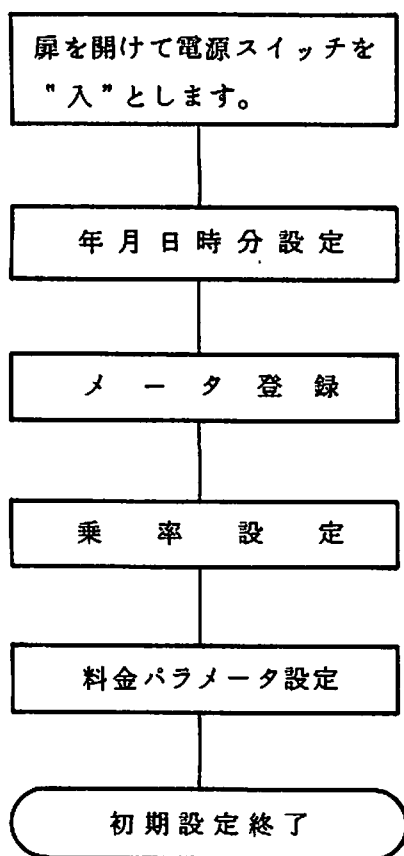 扉を開けて電源スイッチを
"入"とします。
年月日時分設定
メータ登録
乗率設定
料金パラメータ設定
初期設定終了